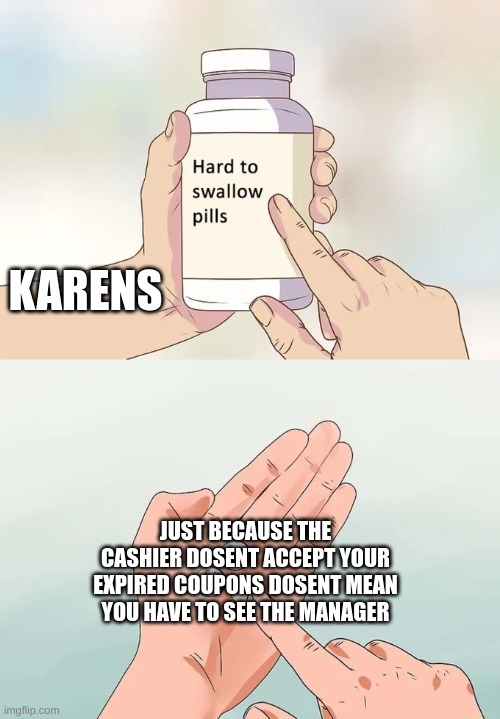 Hard to
swallow
pills
KARENS
JUST BECAUSE THE
CASHIER DOSENT ACCEPT YOUR
EXPIRED COUPONS DOSENT MEAN
YOU HAVE TO SEE THE MANAGER
imgflip.com